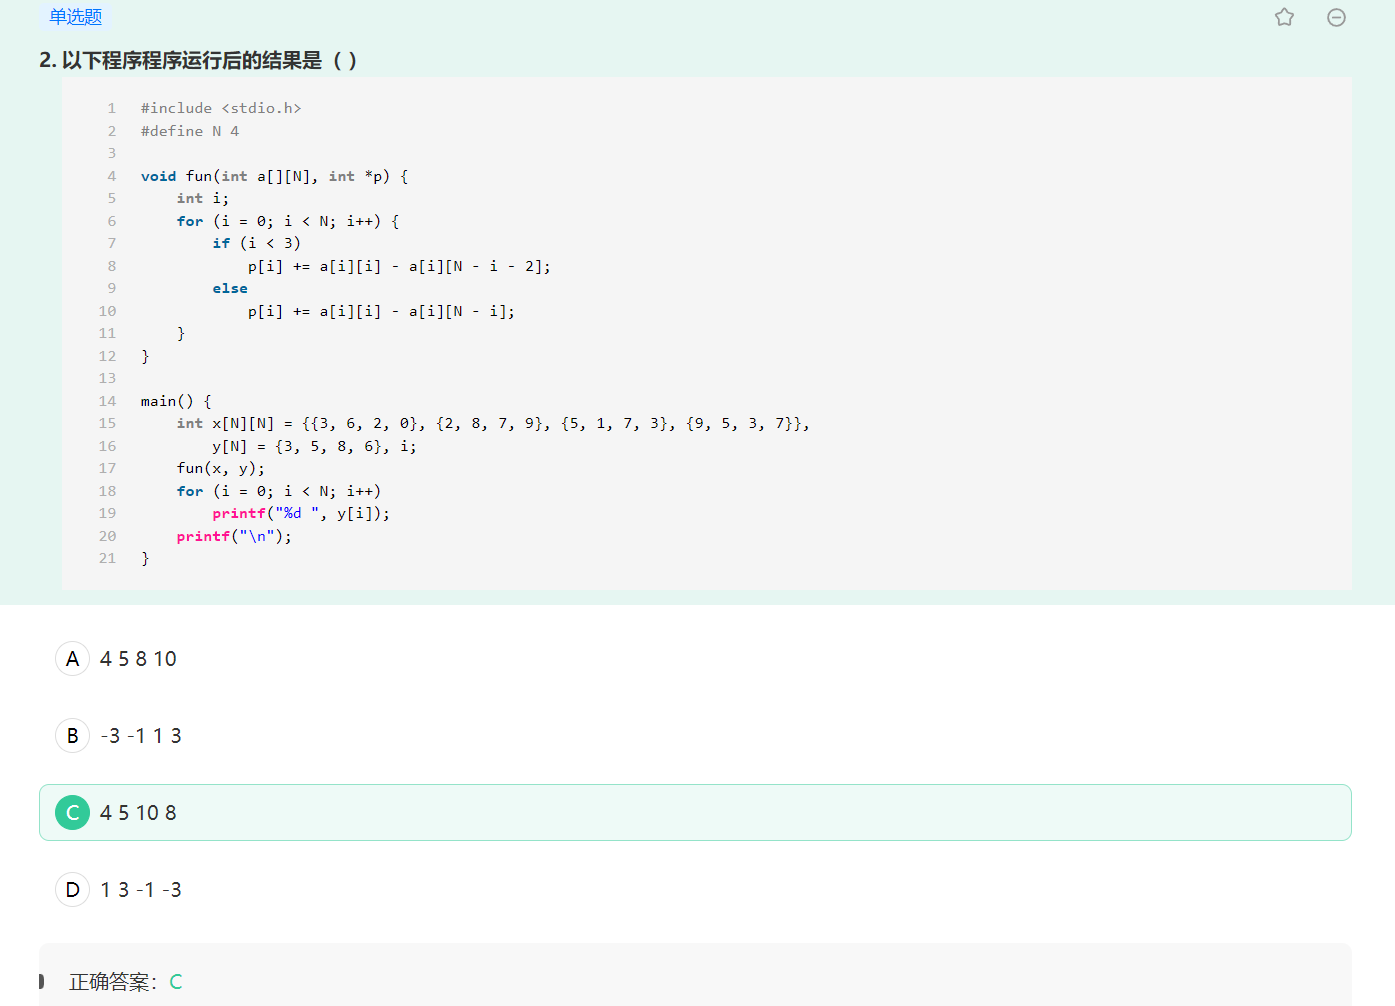 单选题
2. 以下程序程序运行后的结果是（ ）
1 #include <stdio.h>
2 #define N 4
3
4 void fun(int a[][N], int *p) {
5     int i;
6     for (i = 0; i < N; i++) {
7         if (i < 3)
8             p[i] += a[i][i] - a[i][N - i - 2];
9         else
10             p[i] += a[i][i] - a[i][N - i];
11     }
12 }
13
14 main() {
15     int x[N][N] = {{3, 6, 2, 0}, {2, 8, 7, 9}, {5, 1, 7, 3}, {9, 5, 3, 7}},
16         y[N] = {3, 5, 8, 6}, i;
17     fun(x, y);
18     for (i = 0; i < N; i++)
19         printf("%d ", y[i]);
20     printf("\n");
21 }
A 4 5 8 10
B -3 -1 1 3
C 4 5 10 8
D 1 3 -1 -3
正确答案：C